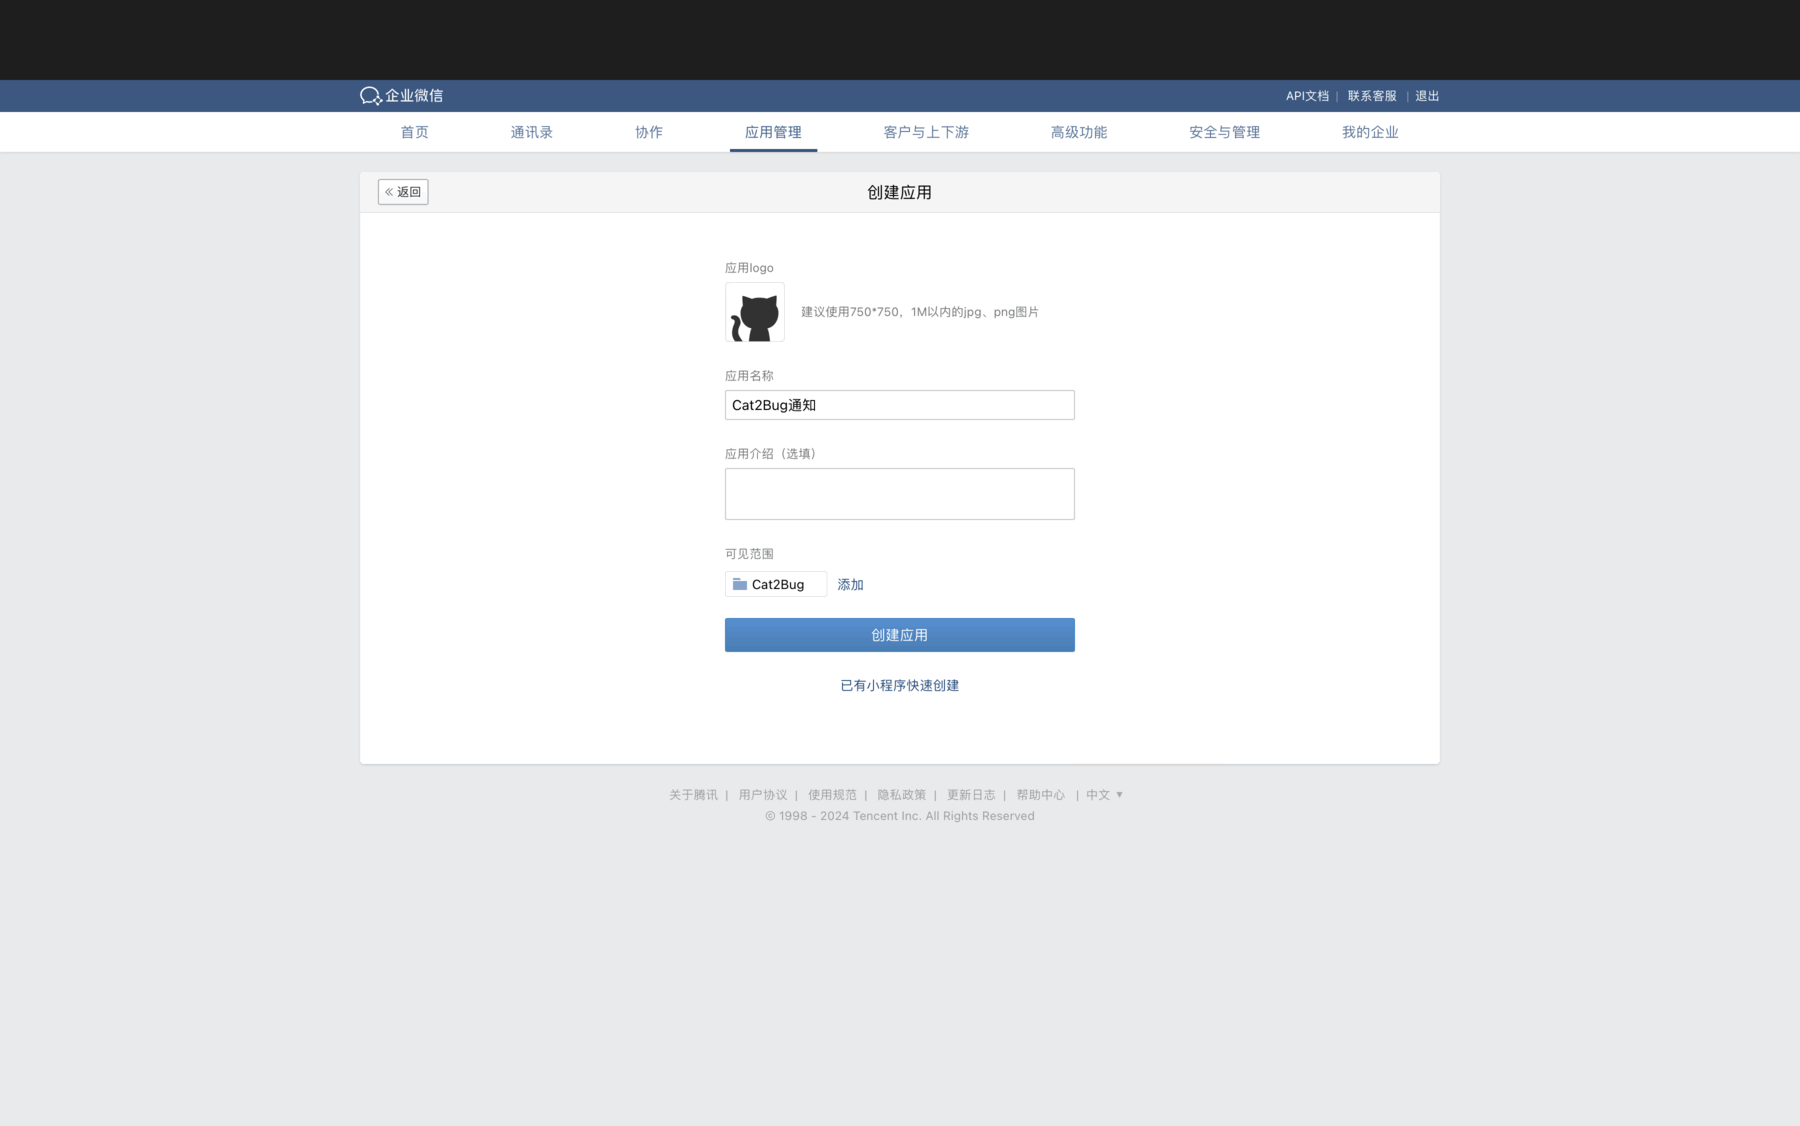 企业微信
API文档 | 联系客服 | 退出
首页 通讯录 协作 应用管理 客户与上下游 高级功能 安全与管理 我的企业
« 返回
创建应用
应用logo
建议使用750*750，1M以内的jpg、png图片
应用名称
Cat2Bug通知
应用介绍（选填）
可见范围
Cat2Bug 添加
创建应用
已有小程序快速创建
关于腾讯 | 用户协议 | 使用规范 | 隐私政策 | 更新日志 | 帮助中心 | 中文 ▼
© 1998 - 2024 Tencent Inc. All Rights Reserved